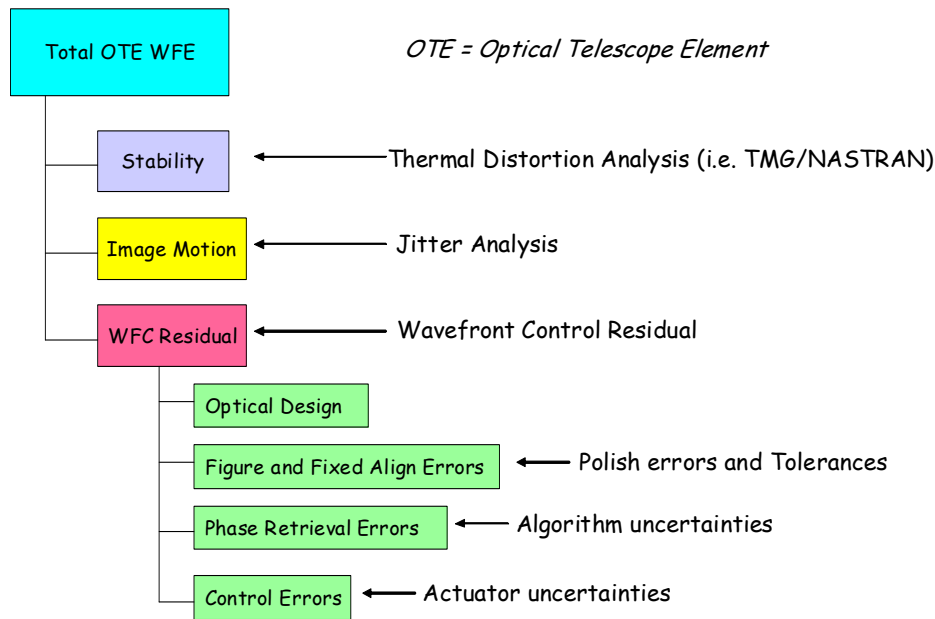 Total OTE WFE
OTE = Optical Telescope Element
Stability
Thermal Distortion Analysis (i.e. TMG/NASTRAN)
Image Motion
Jitter Analysis
WFC Residual
Wavefront Control Residual
Optical Design
Figure and Fixed Align Errors
Polish errors and Tolerances
Phase Retrieval Errors
Algorithm uncertainties
Control Errors
Actuator uncertainties